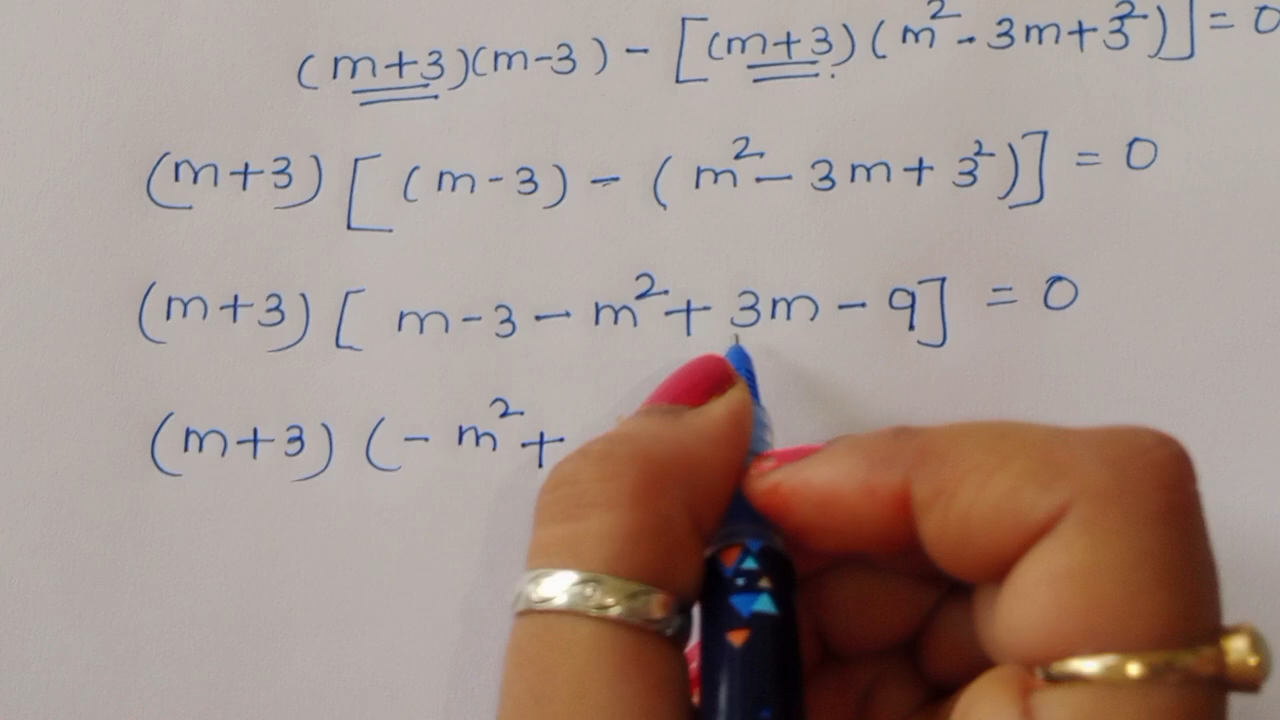 (m+3)(m-3) - [(m+3)(m²-3m+3²)] = 0
(m+3) [(m-3) - (m²-3m+3²)] = 0
(m+3) [m-3-m²+3m-9] = 0
(m+3) (-m²+